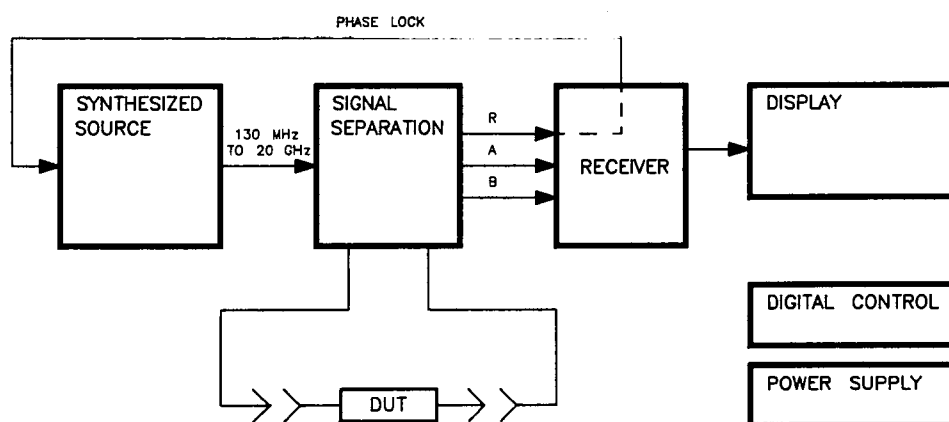 PHASE LOCK
SYNTHESIZED
SOURCE
130 MHz
TO 20 GHz
SIGNAL
SEPARATION
R
A
B
RECEIVER
DISPLAY
DIGITAL CONTROL
POWER SUPPLY
DUT